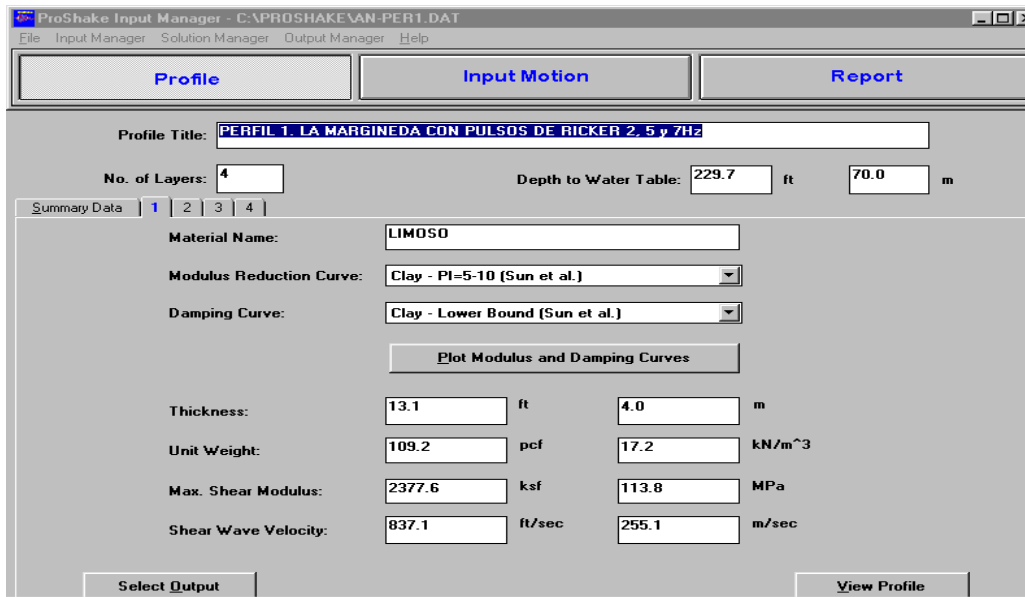 ProShake Input Manager - C:\PROSHAKE\AN-PER1.DAT
File Input Manager Solution Manager Output Manager Help
Profile Input Motion Report
Profile Title: PERFIL 1. LA MARGINEDA CON PULSOS DE RICKER 2, 5 y 7Hz
No. of Layers: 4 Depth to Water Table: 229.7 ft 70.0 m
Summary Data 1 2 3 4
Material Name: LIMOSO
Modulus Reduction Curve: Clay - PI=5-10 (Sun et al.)
Damping Curve: Clay - Lower Bound (Sun et al.)
Plot Modulus and Damping Curves
Thickness: 13.1 ft 4.0 m
Unit Weight: 109.2 pcf 17.2 kN/m^3
Max. Shear Modulus: 2377.6 ksf 113.8 MPa
Shear Wave Velocity: 837.1 ft/sec 255.1 m/sec
Select Output View Profile